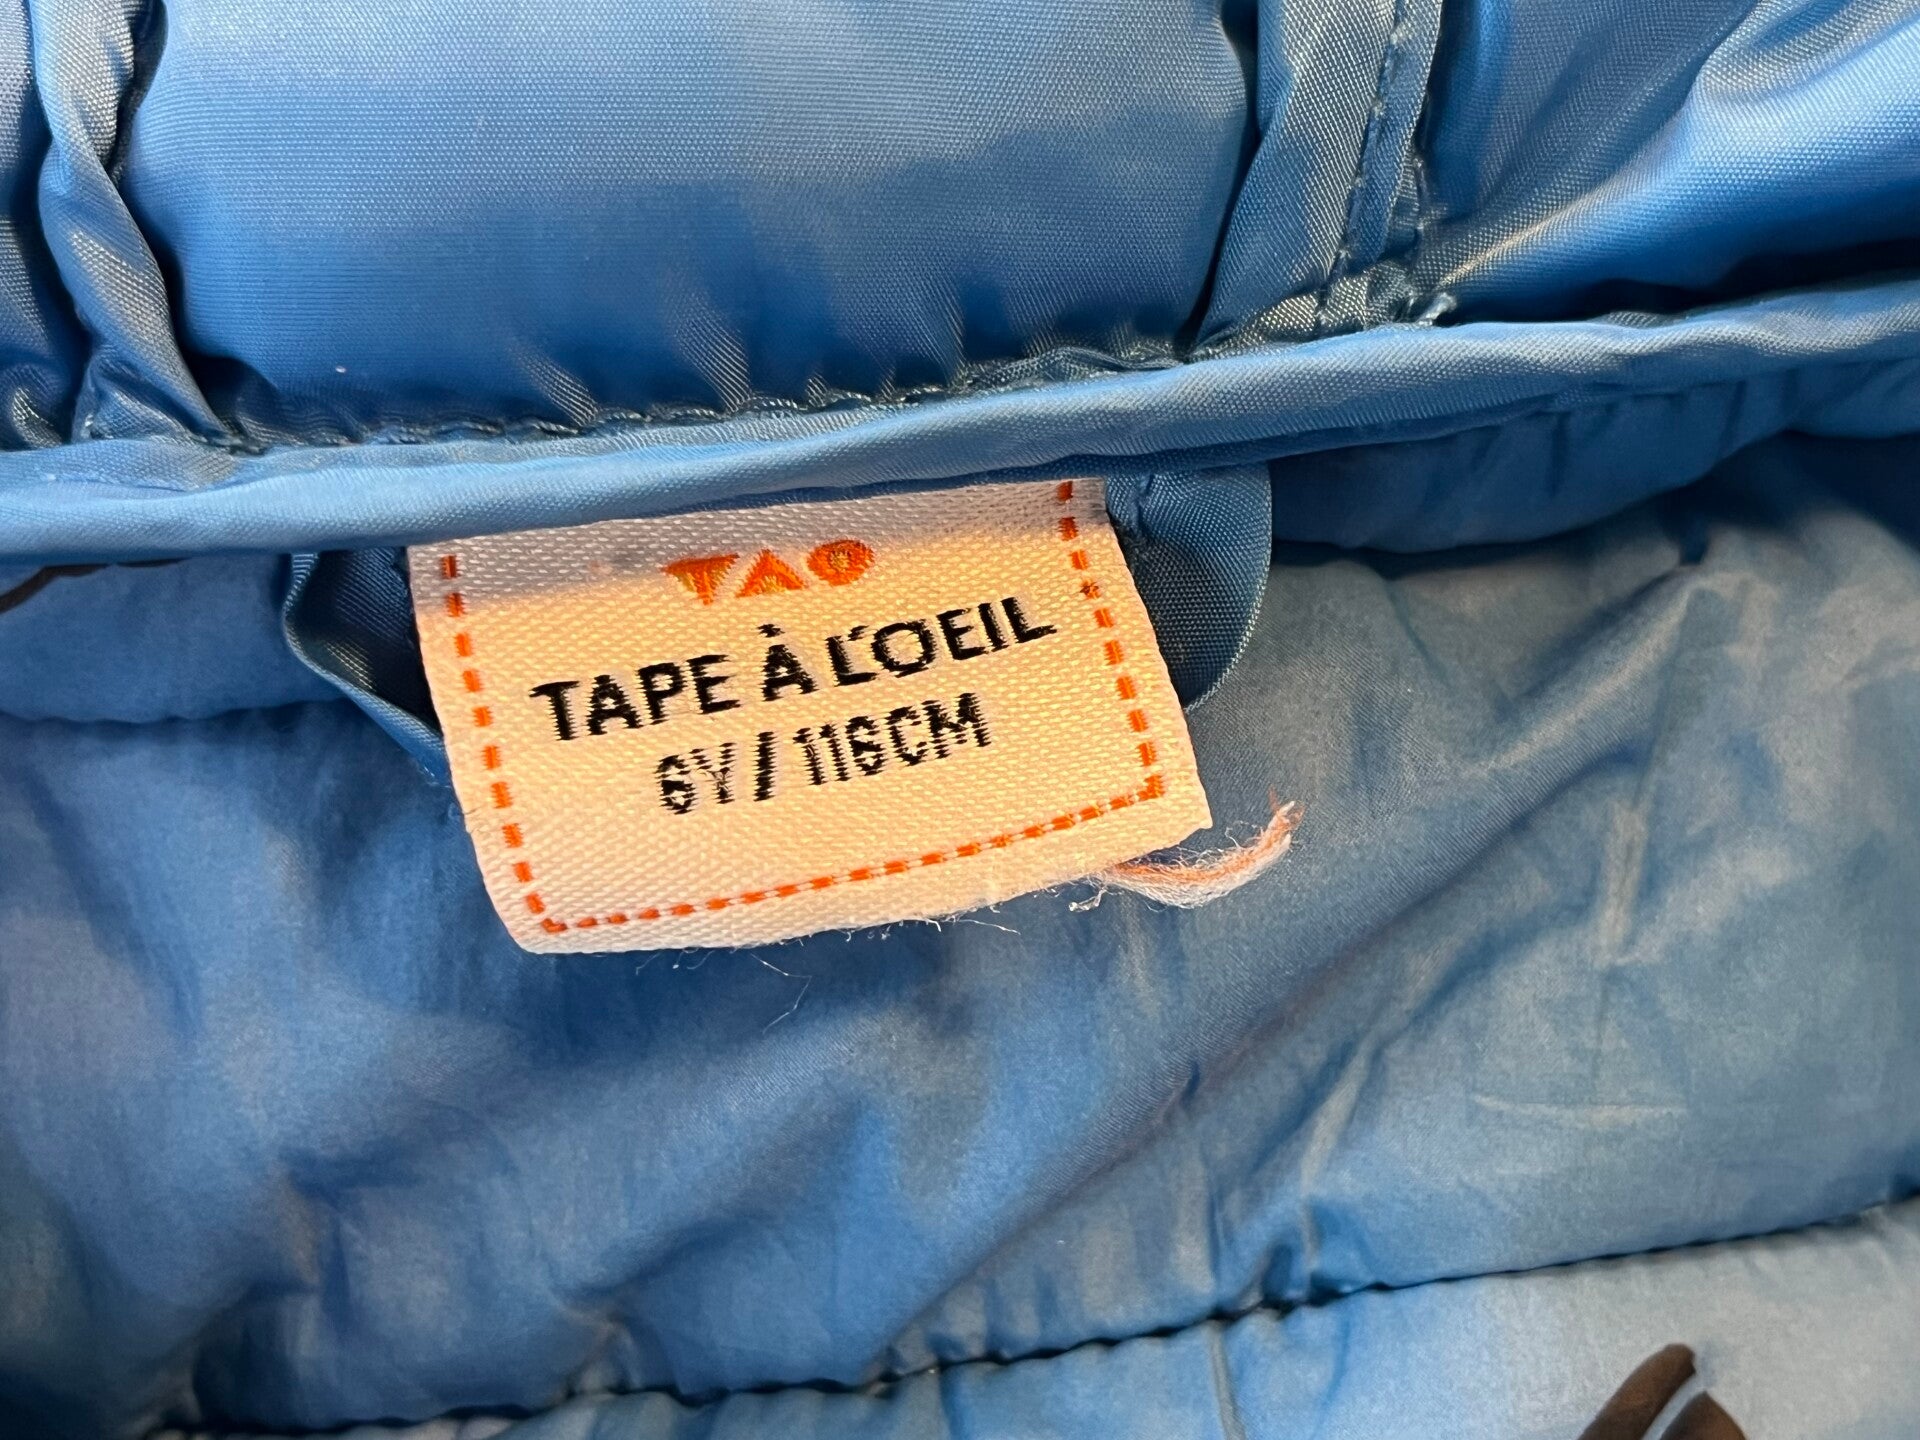 TAO
TAPE À L'OEIL
6Y/116CM